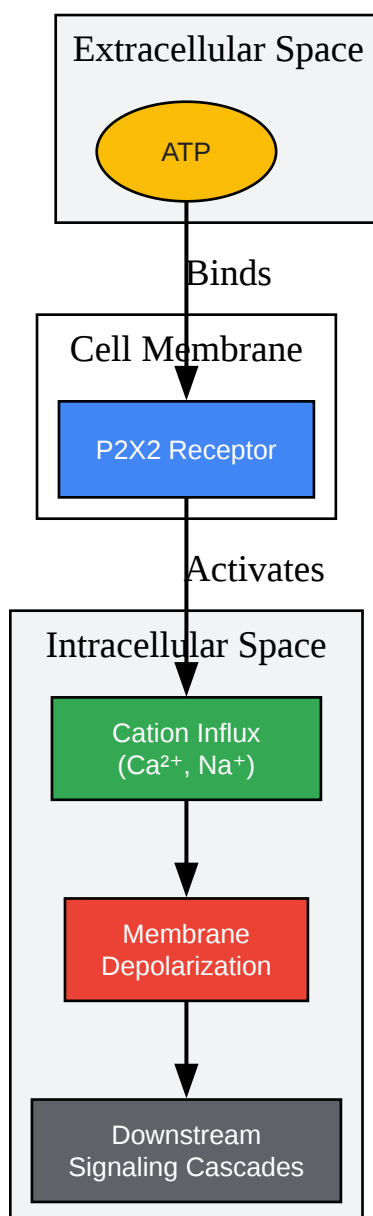 Extracellular Space
ATP
Binds
Cell Membrane
P2X2 Receptor
Activates
Intracellular Space
Cation Influx
(Ca²⁺, Na⁺)
Membrane
Depolarization
Downstream
Signaling Cascades